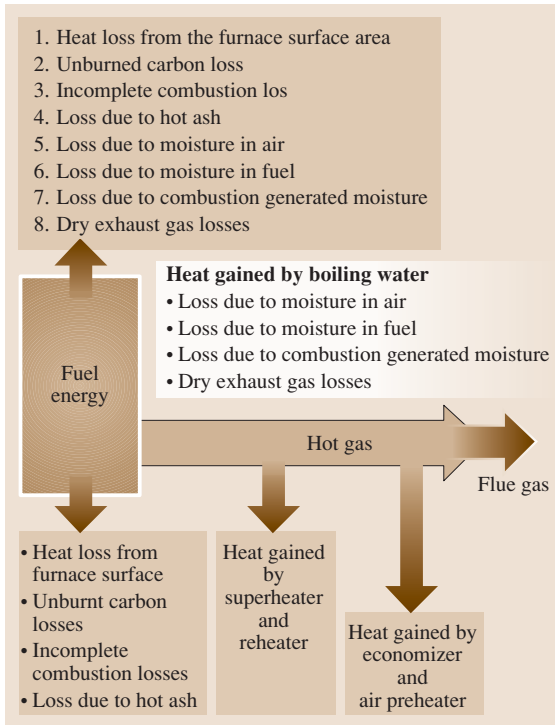 1. Heat loss from the furnace surface area
2. Unburned carbon loss
3. Incomplete combustion los
4. Loss due to hot ash
5. Loss due to moisture in air
6. Loss due to moisture in fuel
7. Loss due to combustion generated moisture
8. Dry exhaust gas losses
Heat gained by boiling water
• Loss due to moisture in air
• Loss due to moisture in fuel
• Loss due to combustion generated moisture
• Dry exhaust gas losses
Fuel
energy
Hot gas
Flue gas
• Heat loss from
furnace surface
• Unburnt carbon
losses
• Incomplete
combustion losses
• Loss due to hot ash
Heat gained
by
superheater
and
reheater
Heat gained by
economizer
and
air preheater